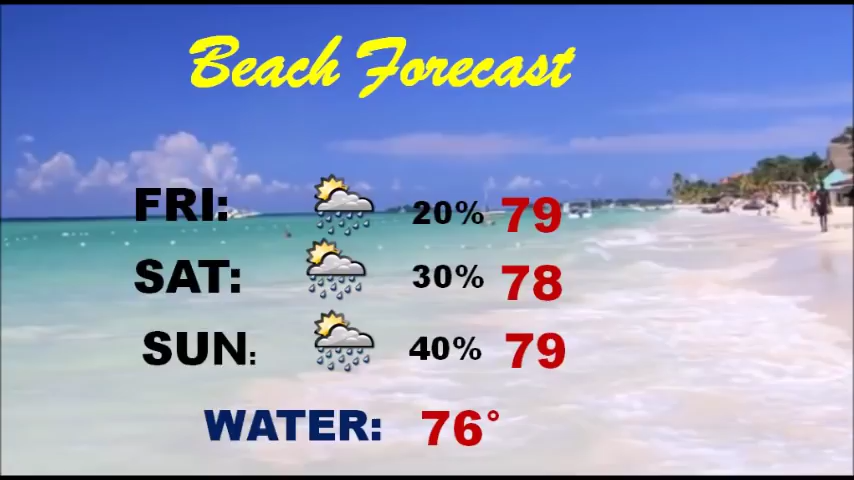 Beach Forecast
FRI: 20% 79
SAT: 30% 78
SUN: 40% 79
WATER: 76°